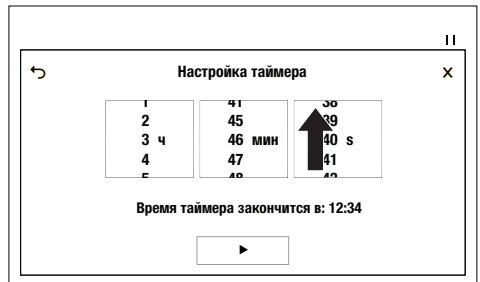 Настройка таймера
2 45 39
3 ч 46 мин 40 s
4 47 41
Время таймера закончится в: 12:34